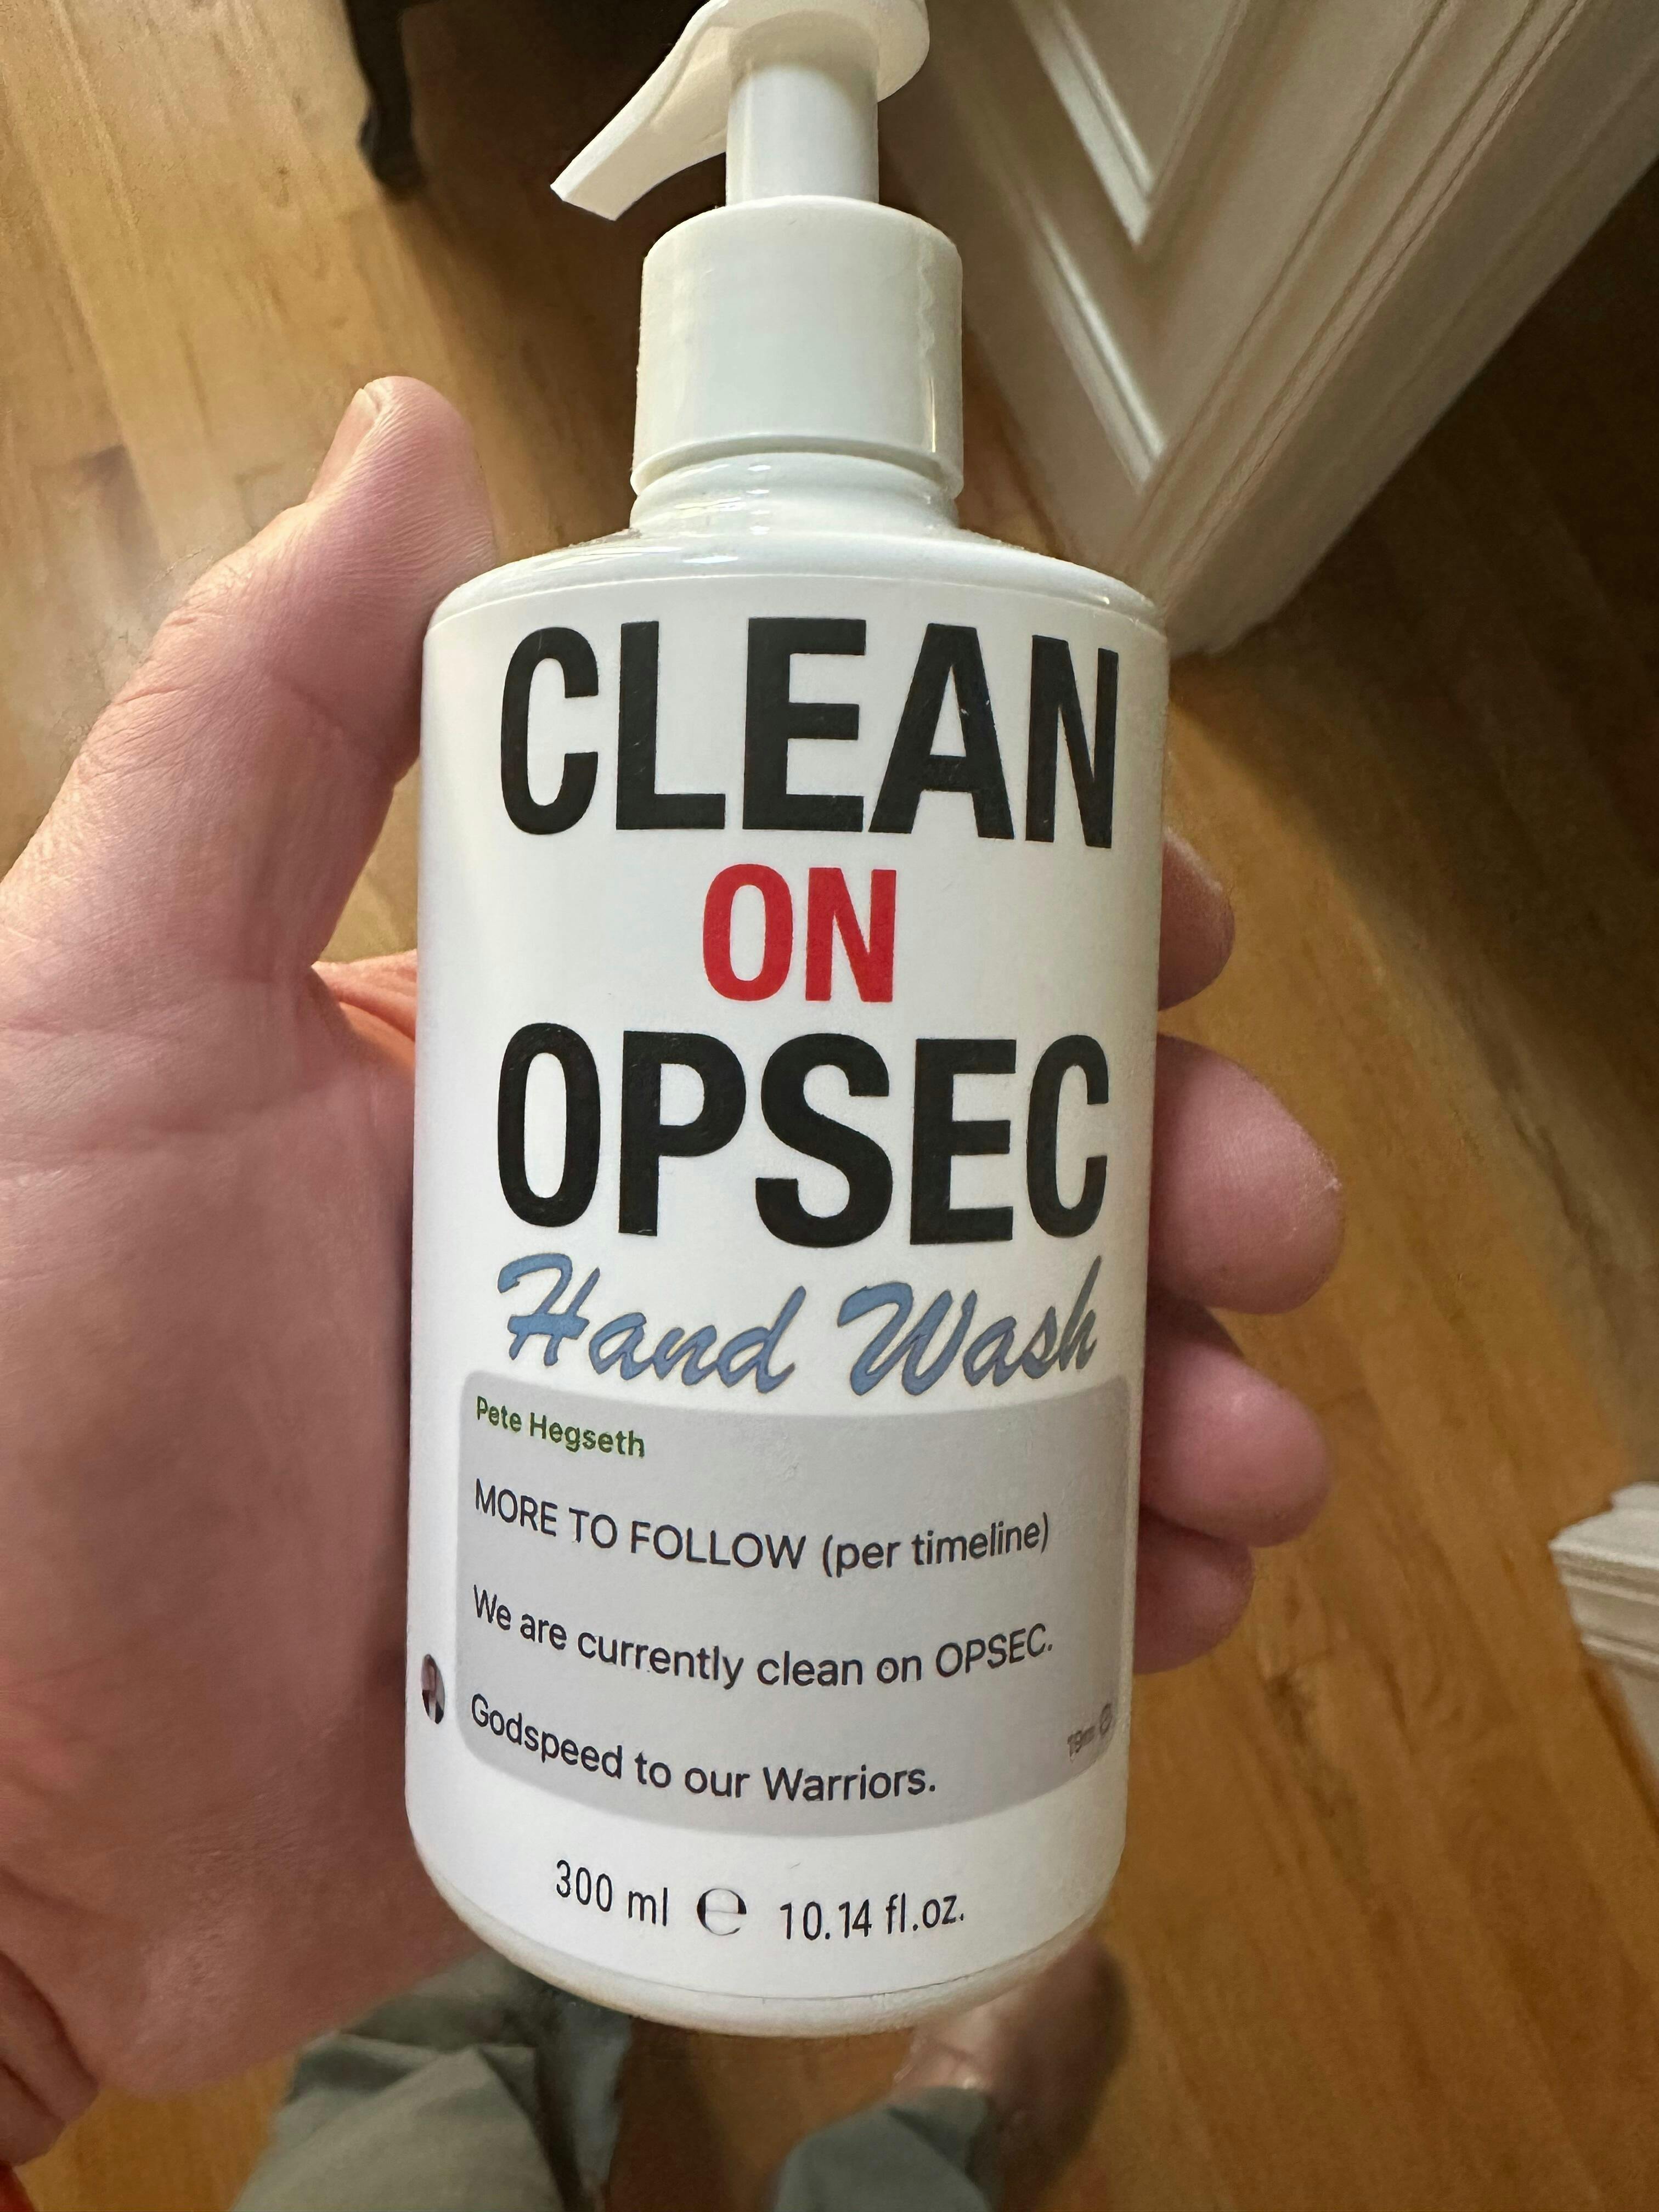 CLEAN
ON
OPSEC
Hand Wash
Pete Hegseth
MORE TO FOLLOW (per timeline)
We are currently clean on OPSEC.
Godspeed to our Warriors.
300 ml ℮ 10.14 fl.oz.